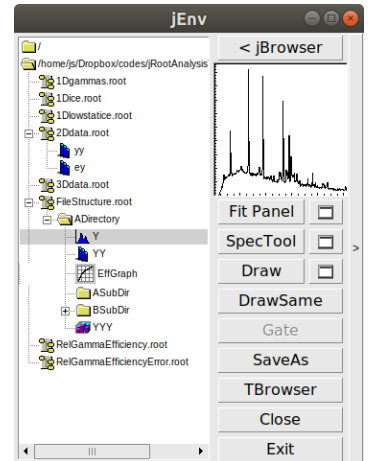 jEnv
/
/home/js/Dropbox/codes/jRootAnalysis
1Dgammas.root
1Dice.root
1Dlowstatice.root
2Ddata.root
yy
ey
3Ddata.root
FileStructure.root
ADirectory
Y
YY
EffGraph
ASubDir
BSubDir
YYY
RelGammaEfficiency.root
RelGammaEfficiencyError.root
< jBrowser
Fit Panel
SpecTool
Draw
DrawSame
Gate
SaveAs
TBrowser
Close
Exit
>